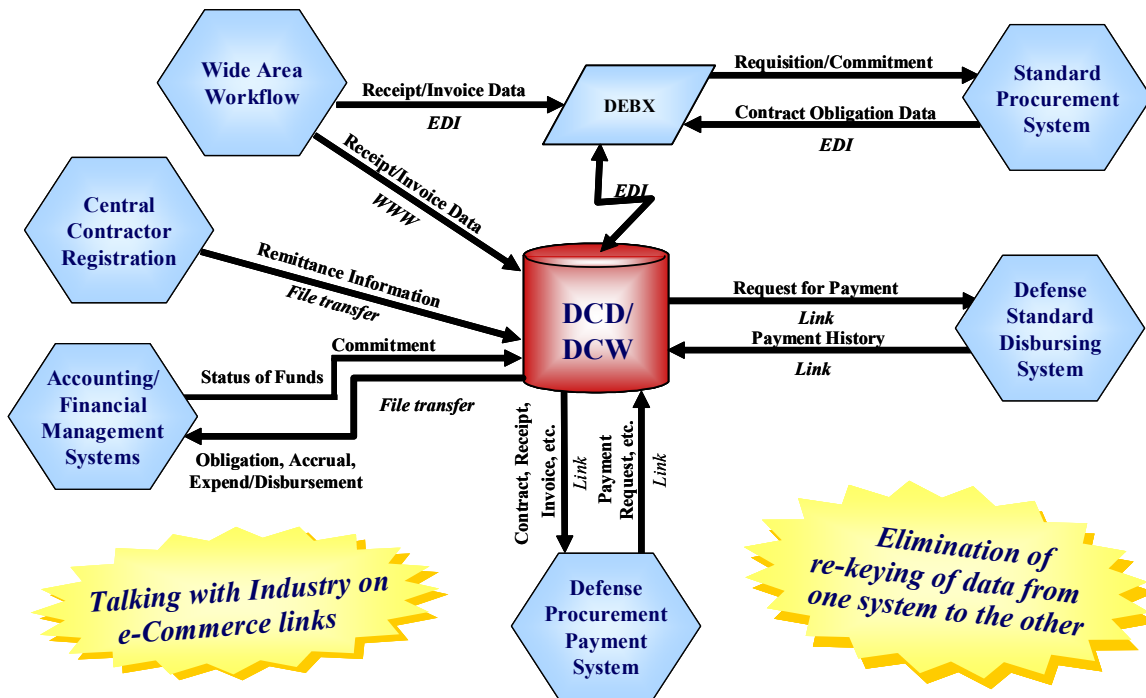 Wide Area
Workflow
Receipt/Invoice Data
EDI
DEBX
Requisition/Commitment
Contract Obligation Data
EDI
Standard
Procurement
System
Receipt/Invoice Data
WWW
EDI
Central
Contractor
Registration
Remittance Information
File transfer
DCD/
DCW
Request for Payment
Link
Payment History
Link
Defense
Standard
Disbursing
System
Accounting/
Financial
Management
Systems
Commitment
Status of Funds
File transfer
Obligation, Accrual,
Expend/Disbursement
Contract, Receipt,
Invoice, etc.
Link
Payment
Request, etc.
Link
Defense
Procurement
Payment
System
Talking with Industry on
e-Commerce links
Elimination of
re-keying of data from
one system to the other